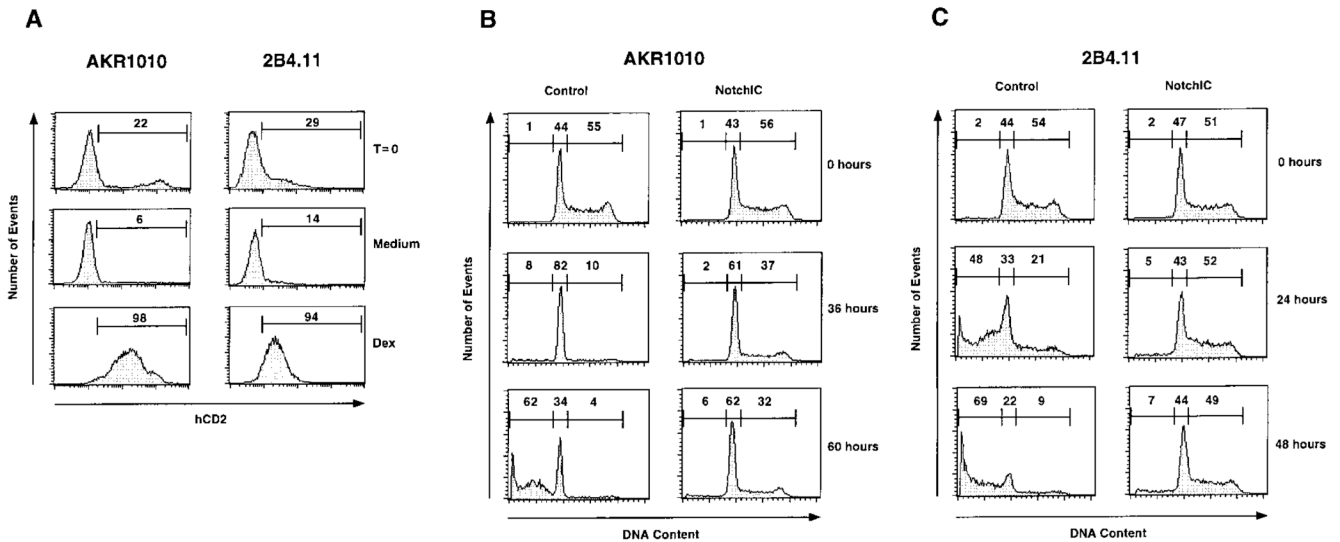 A
AKR1010
2B4.11
22
29
T=0
6
14
Medium
98
94
Dex
Number of Events
hCD2
B
AKR1010
Control
NotchIC
1 44 55
1 43 56
0 hours
8 82 10
2 61 37
36 hours
62 34 4
6 62 32
60 hours
Number of Events
DNA Content
C
2B4.11
Control
NotchIC
2 44 54
2 47 51
0 hours
48 33 21
5 43 52
24 hours
69 22 9
7 44 49
48 hours
Number of Events
DNA Content